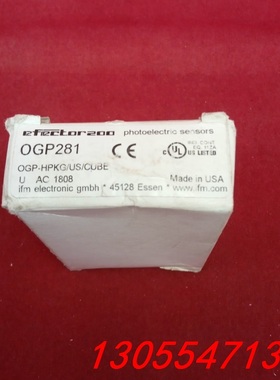 efector200 photoelectric sensors
OGP281
CE
UL
US LISTED
OGP-HPKG/US/CUBE
U AC 1808
Made in USA
ifm electronic gmbh * 45128 Essen * www.ifm.com
130554713